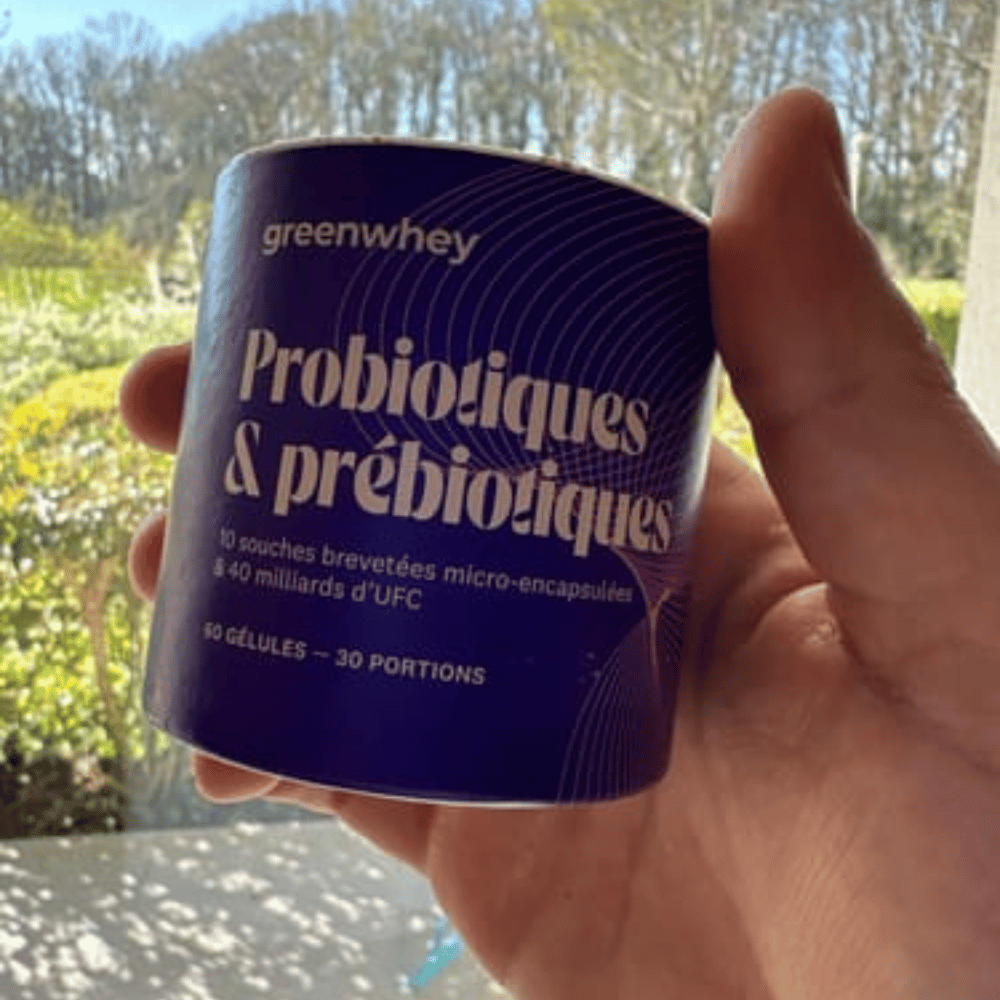 greenwhey
Probiotiques
& prébiotiques
10 souches brevetées micro-encapsulées
& 40 milliards d'UFC
60 GÉLULES — 30 PORTIONS